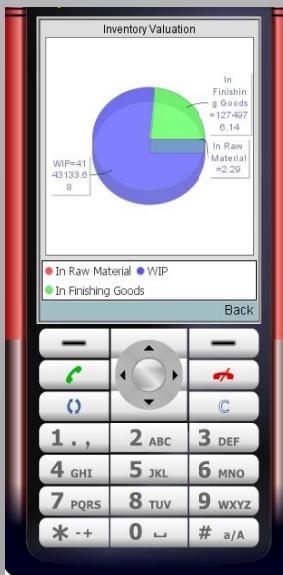 Inventory Valuation
In
Finishin
g Goods
=127497
6.14
In Raw
Material
=2.29
WIP=41
43133.6
8
In Raw Material WIP
In Finishing Goods
Back
C
1 . , 2 ABC 3 DEF
4 GHI 5 JKL 6 MNO
7 PQRS 8 TUV 9 WXYZ
* -+ 0 # a/A